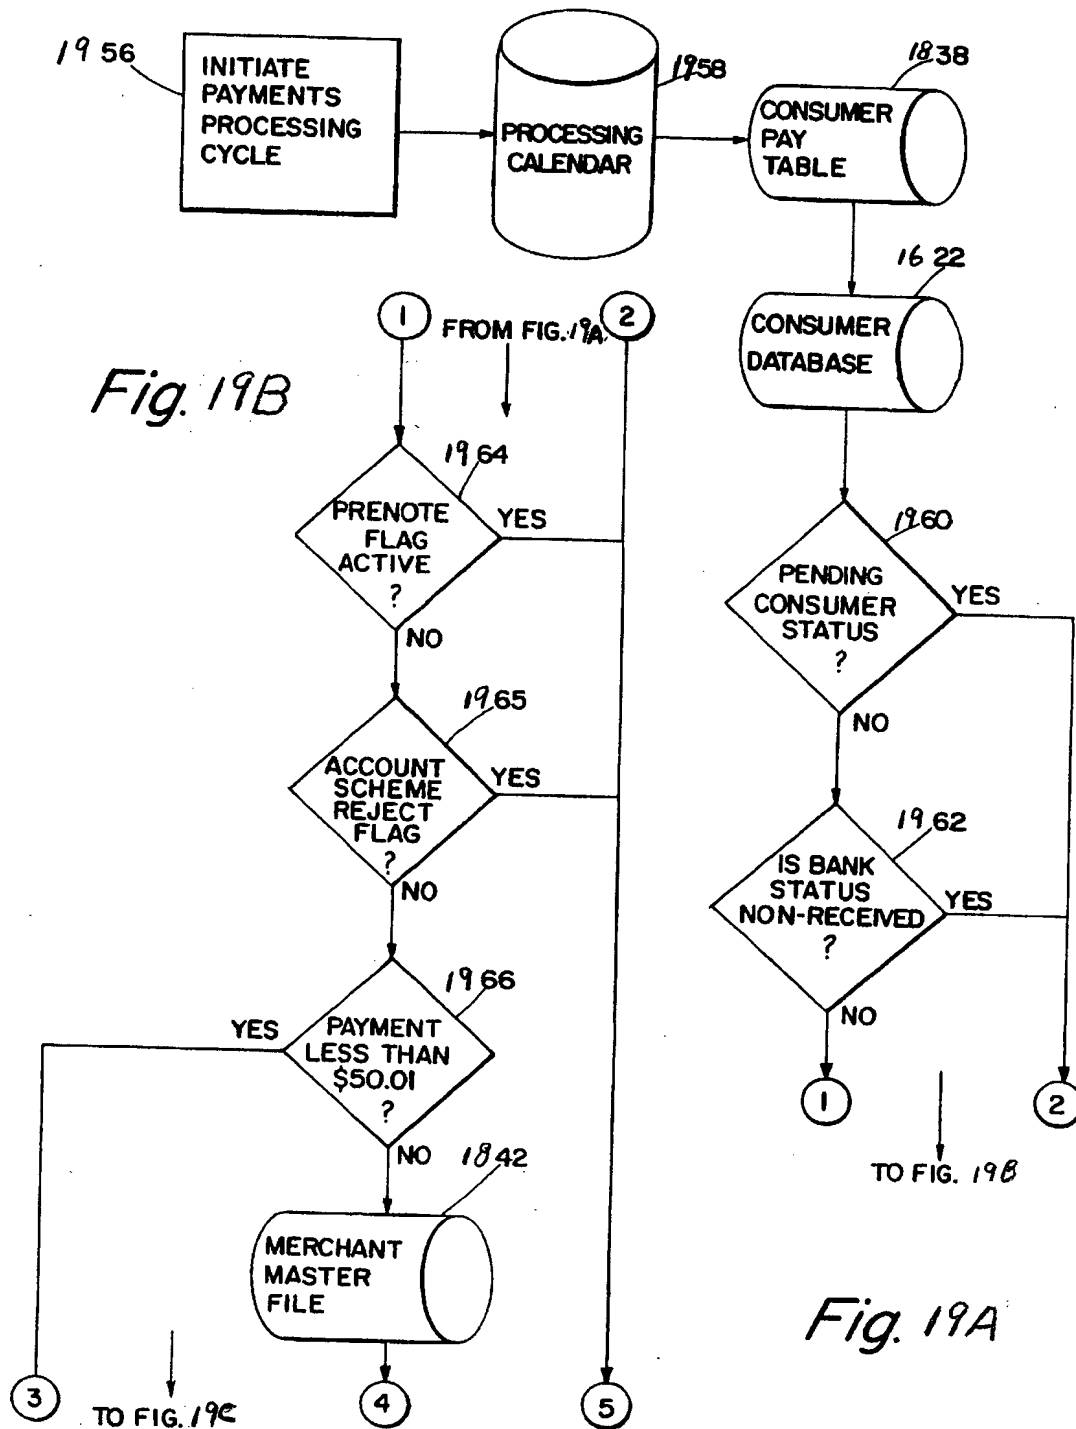 1956
INITIATE
PAYMENTS
PROCESSING
CYCLE
1958
PROCESSING
CALENDAR
1838
CONSUMER
PAY
TABLE
1622
CONSUMER
DATABASE
1960
PENDING
CONSUMER
STATUS
?
YES
NO
1962
IS BANK
STATUS
NON-RECEIVED
?
YES
NO
1
2
TO FIG. 19B
Fig. 19A
1
FROM FIG. 19A
2
Fig. 19B
1964
PRENOTE
FLAG
ACTIVE
?
YES
NO
1965
ACCOUNT
SCHEME
REJECT
FLAG
?
YES
NO
1966
PAYMENT
LESS THAN
$50.01
?
YES
NO
1842
MERCHANT
MASTER
FILE
3
TO FIG. 19C
4
5